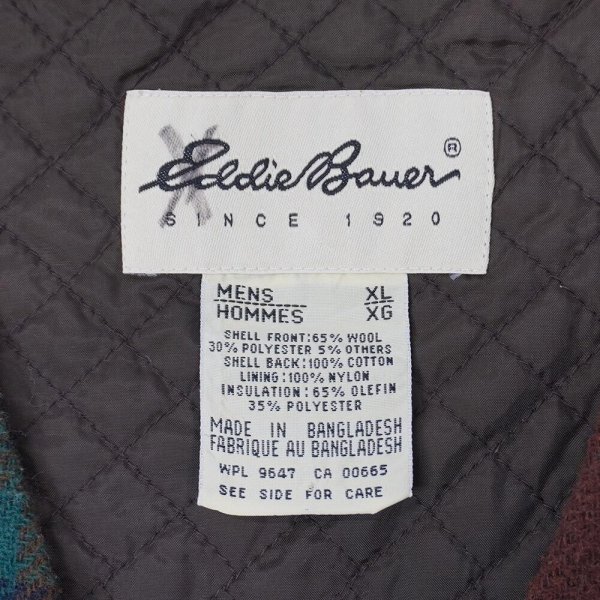 Eddie Bauer ®
SINCE 1920
MENS XL
HOMMES XG
SHELL FRONT:65% WOOL
30% POLYESTER 5% OTHERS
SHELL BACK:100% COTTON
LINING:100% NYLON
INSULATION:65% OLEFIN
35% POLYESTER
MADE IN BANGLADESH
FABRIQUE AU BANGLADESH
WPL 9647 CA 00665
SEE SIDE FOR CARE